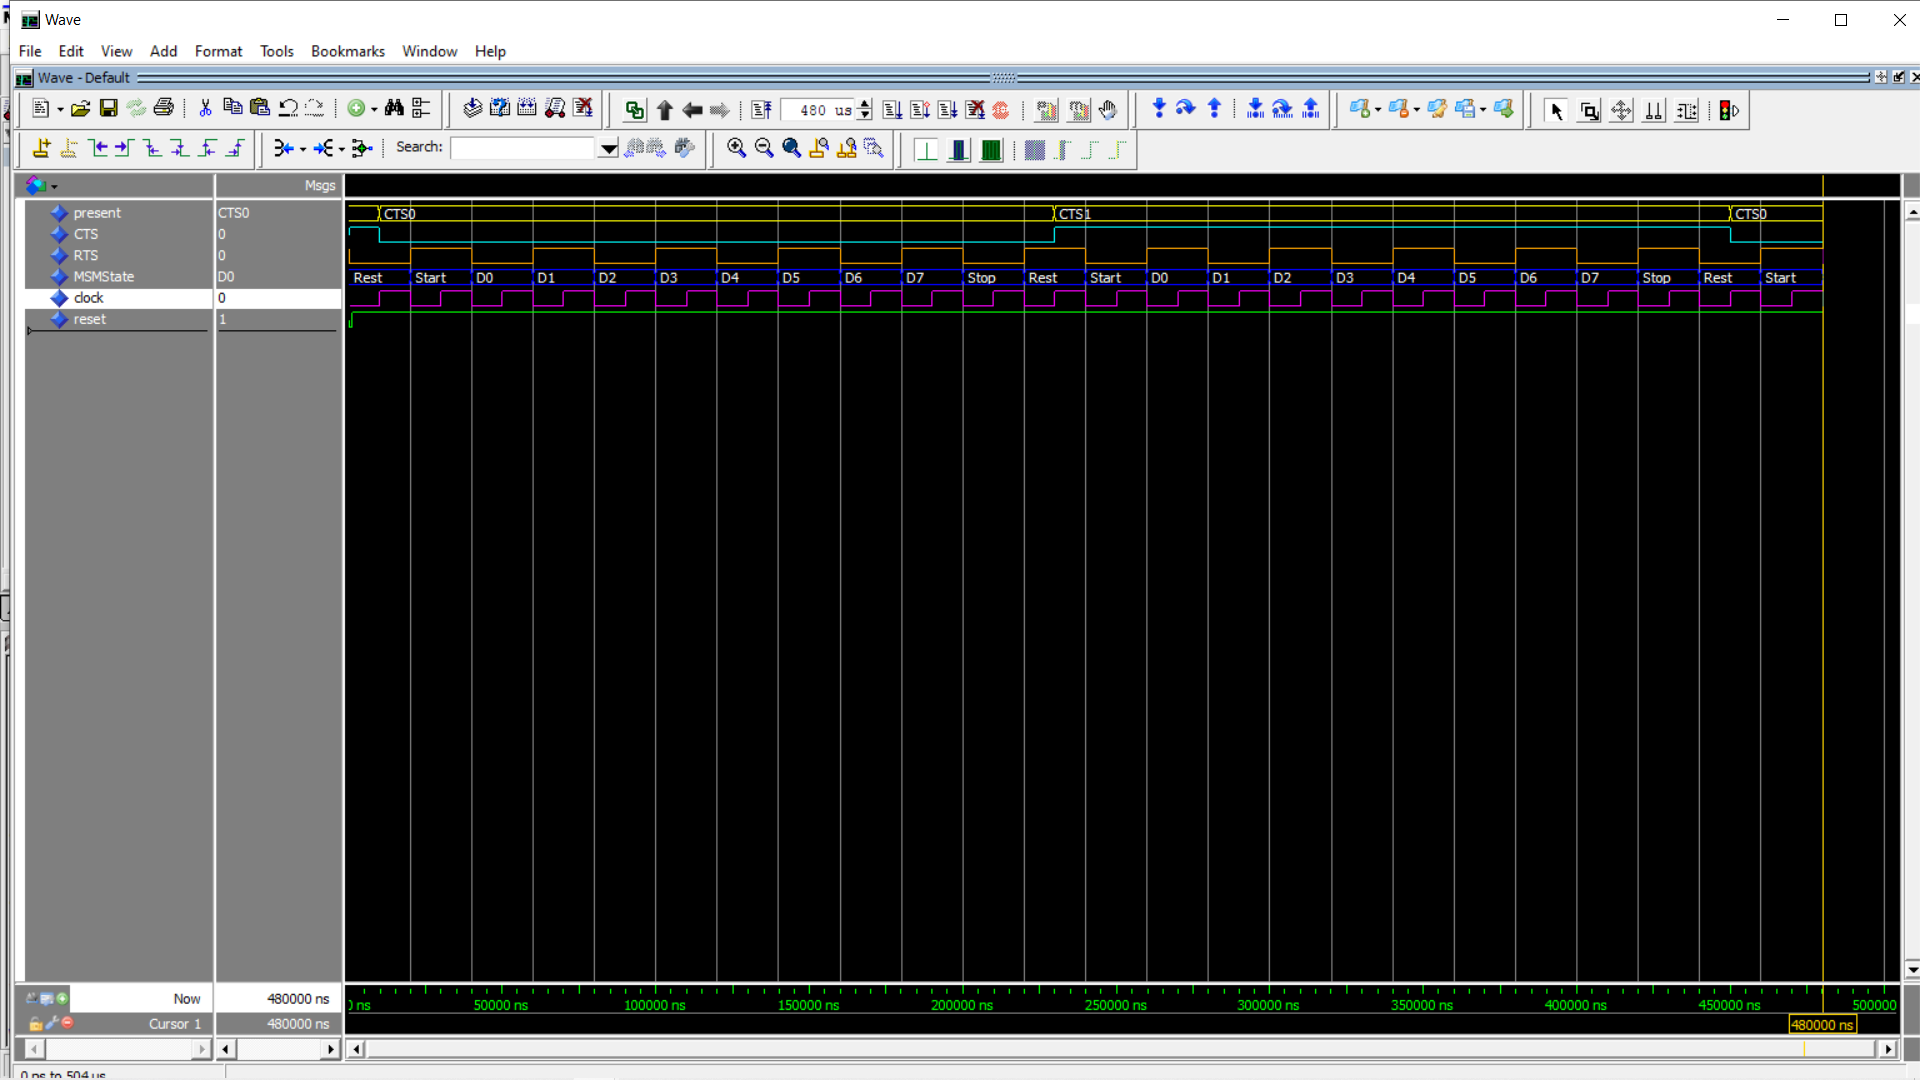 Wave
File Edit View Add Format Tools Bookmarks Window Help
Wave - Default
480 us
Search:
Msgs
present CTS0 CTS0 CTS1 CTS0
CTS 0
RTS 0
MSMState D0 Rest Start D0 D1 D2 D3 D4 D5 D6 D7 Stop Rest Start D0 D1 D2 D3 D4 D5 D6 D7 Stop Rest Start
clock 0
reset 1
Now 480000 ns
ns 50000 ns 100000 ns 150000 ns 200000 ns 250000 ns 300000 ns 350000 ns 400000 ns 450000 ns 500000
Cursor 1 480000 ns 480000 ns
0 ns to 504 us